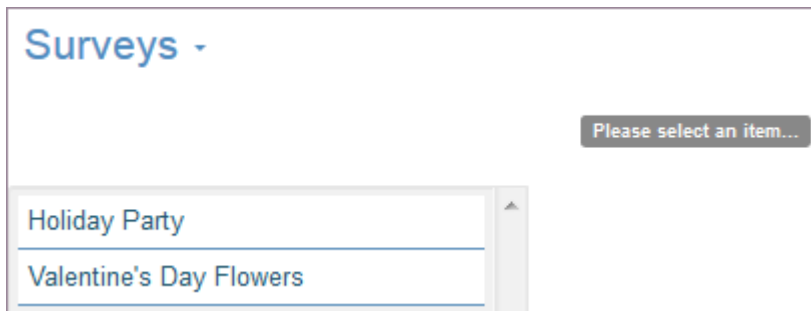 Surveys
Please select an item...
Holiday Party
Valentine's Day Flowers